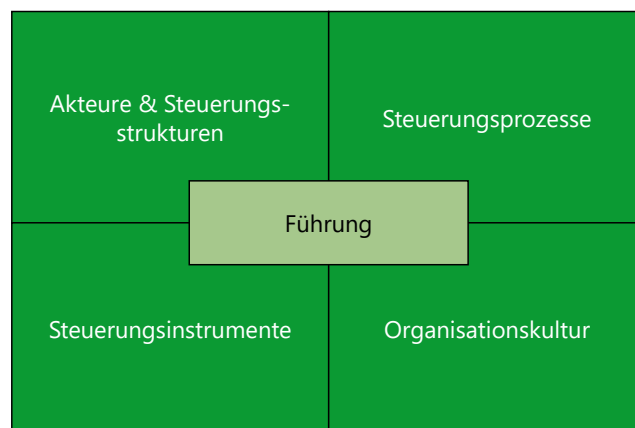 Akteure & Steuerungs-
strukturen
Steuerungsprozesse
Führung
Steuerungsinstrumente
Organisationskultur